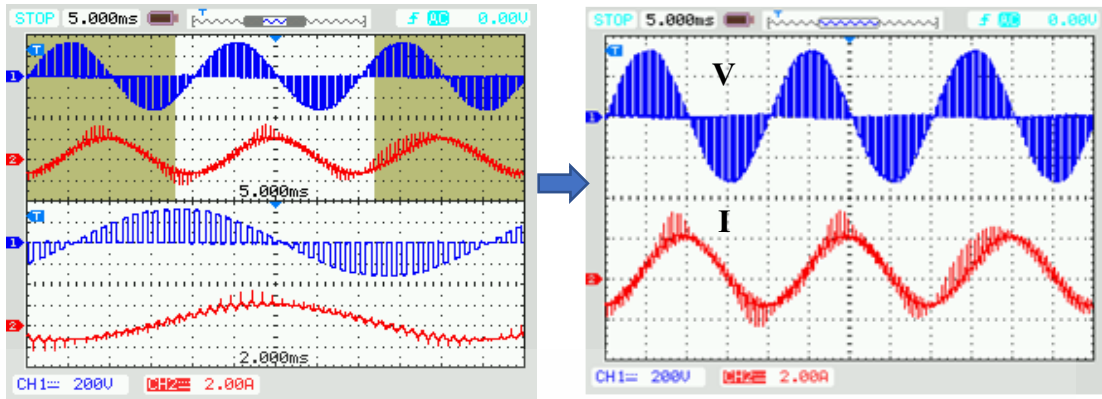 STOP 5.000ms T AC 0.00V
T
1
2
5.000ms
T
1
2
2.000ms
CH1 200V CH2 2.00A
STOP 5.000ms T AC 0.00V
T
V
1
I
2
CH1 200V CH2 2.00A